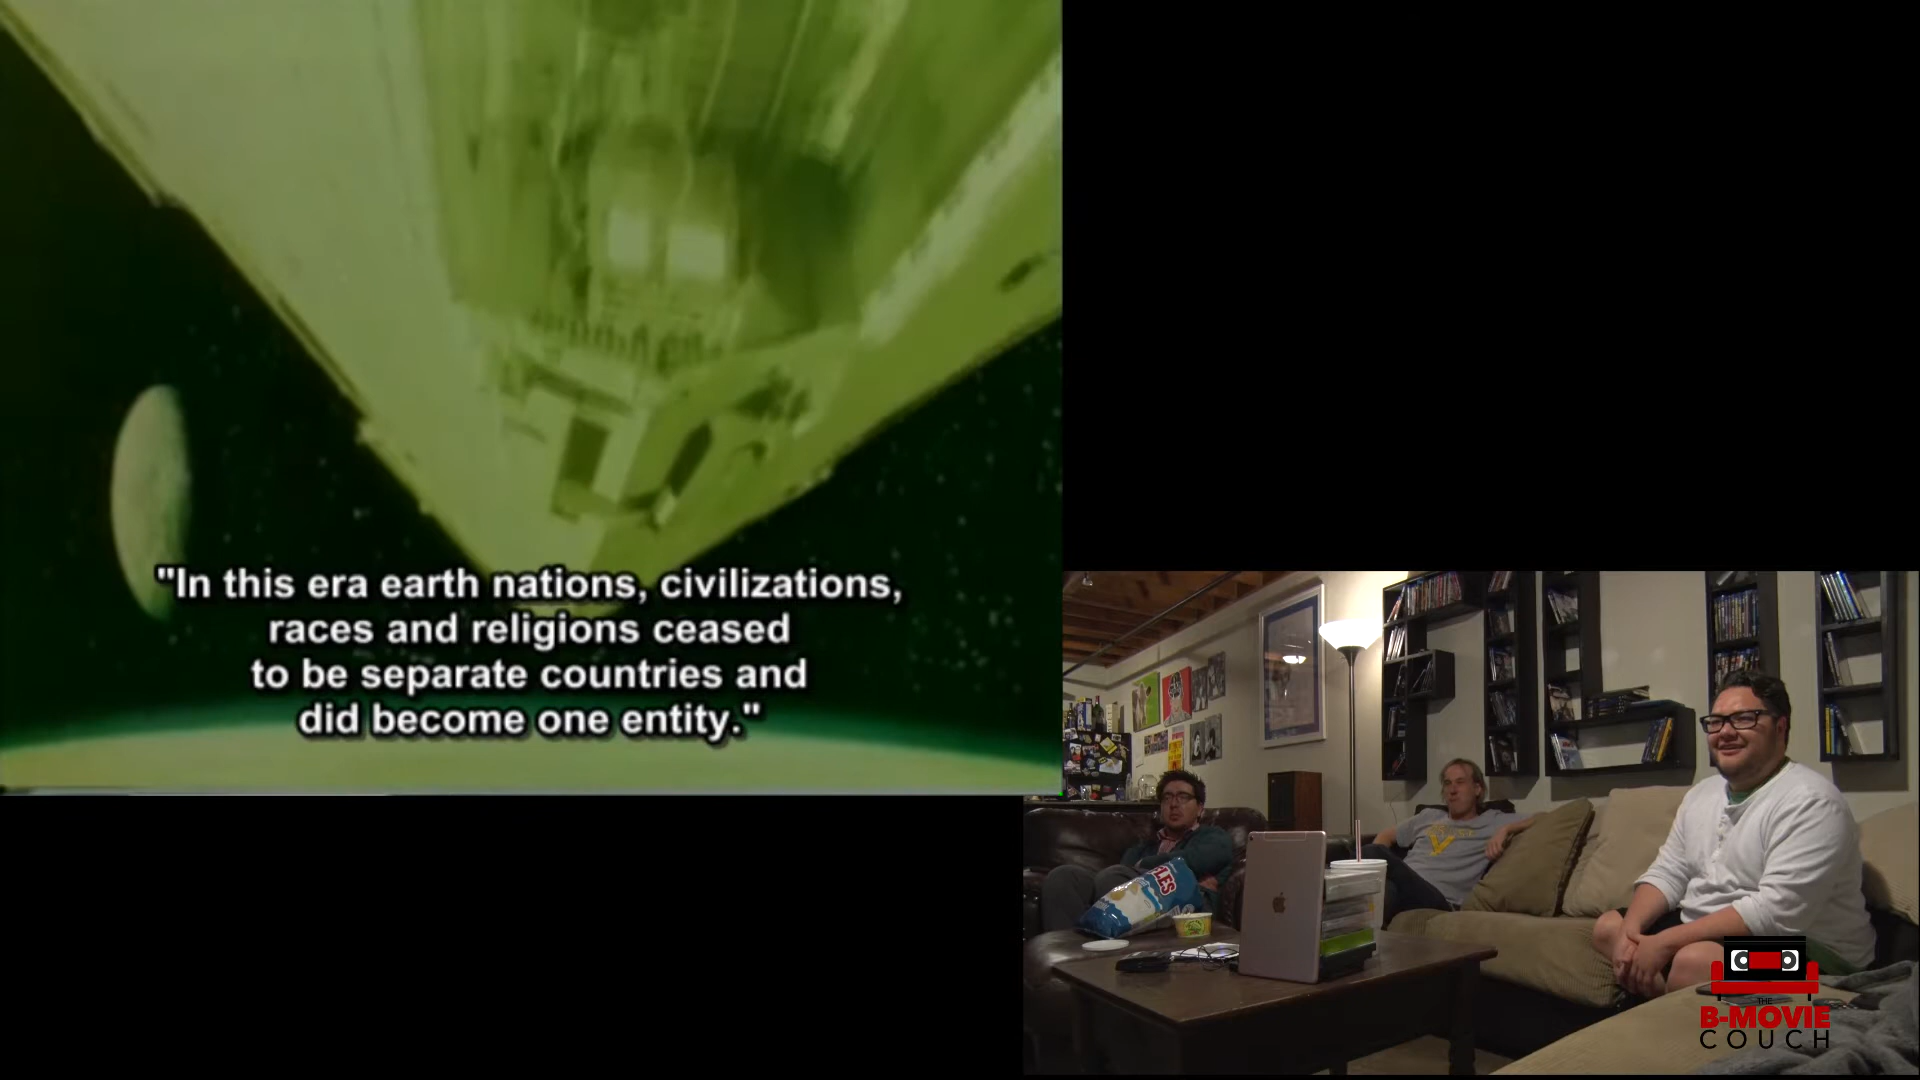 "In this era earth nations, civilizations,
races and religions ceased
to be separate countries and
did become one entity."
THE
B-MOVIE
COUCH